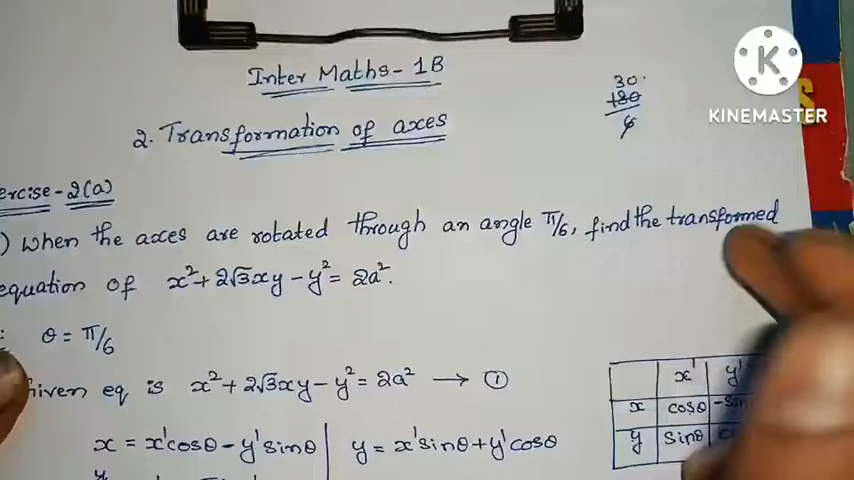 Inter Maths - 1B
30.
180
6
K
KINEMASTER
2. Transformation of axes
ercise - 2(a)
) When the axes are rotated through an angle π/6, find the transformed
equation of x² + 2√3xy - y² = 2a².
: θ = π/6
Given eq is x² + 2√3xy - y² = 2a² → ①
x' y'
x cosθ -sin
y sinθ
x = x'cosθ - y'sinθ | y = x'sinθ + y'cosθ